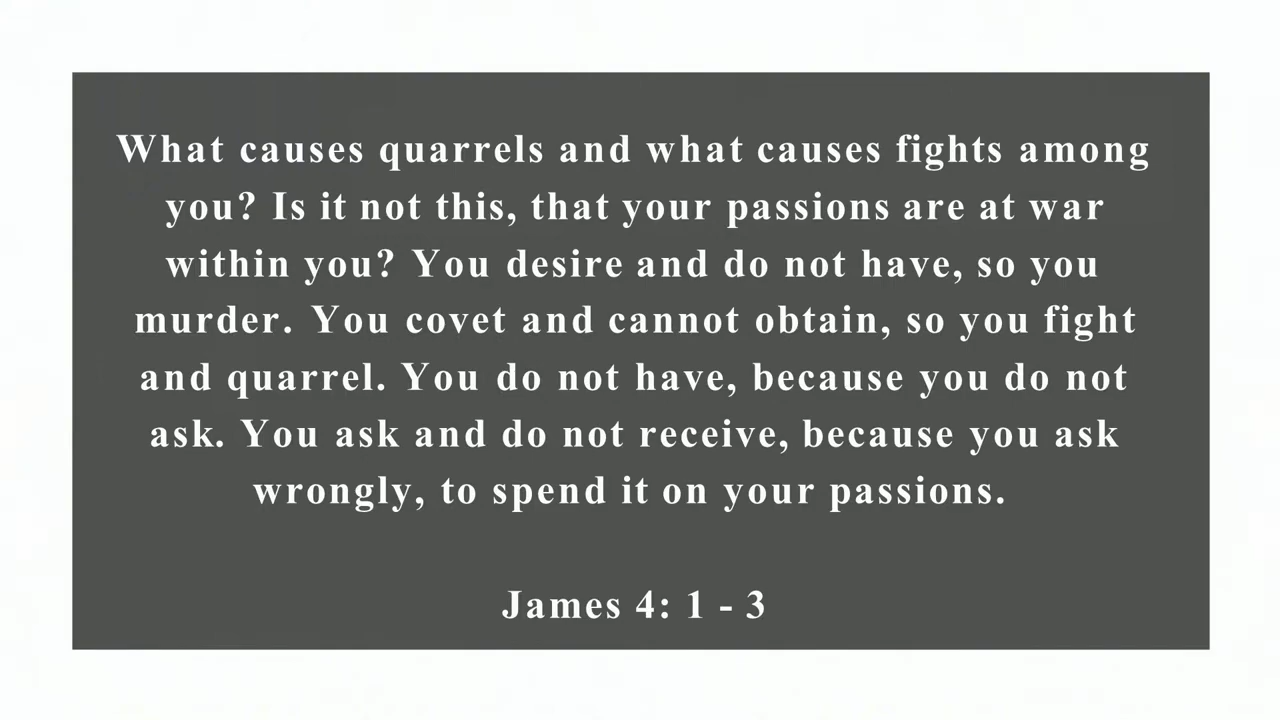 What causes quarrels and what causes fights among
you? Is it not this, that your passions are at war
within you? You desire and do not have, so you
murder. You covet and cannot obtain, so you fight
and quarrel. You do not have, because you do not
ask. You ask and do not receive, because you ask
wrongly, to spend it on your passions.
James 4: 1 - 3